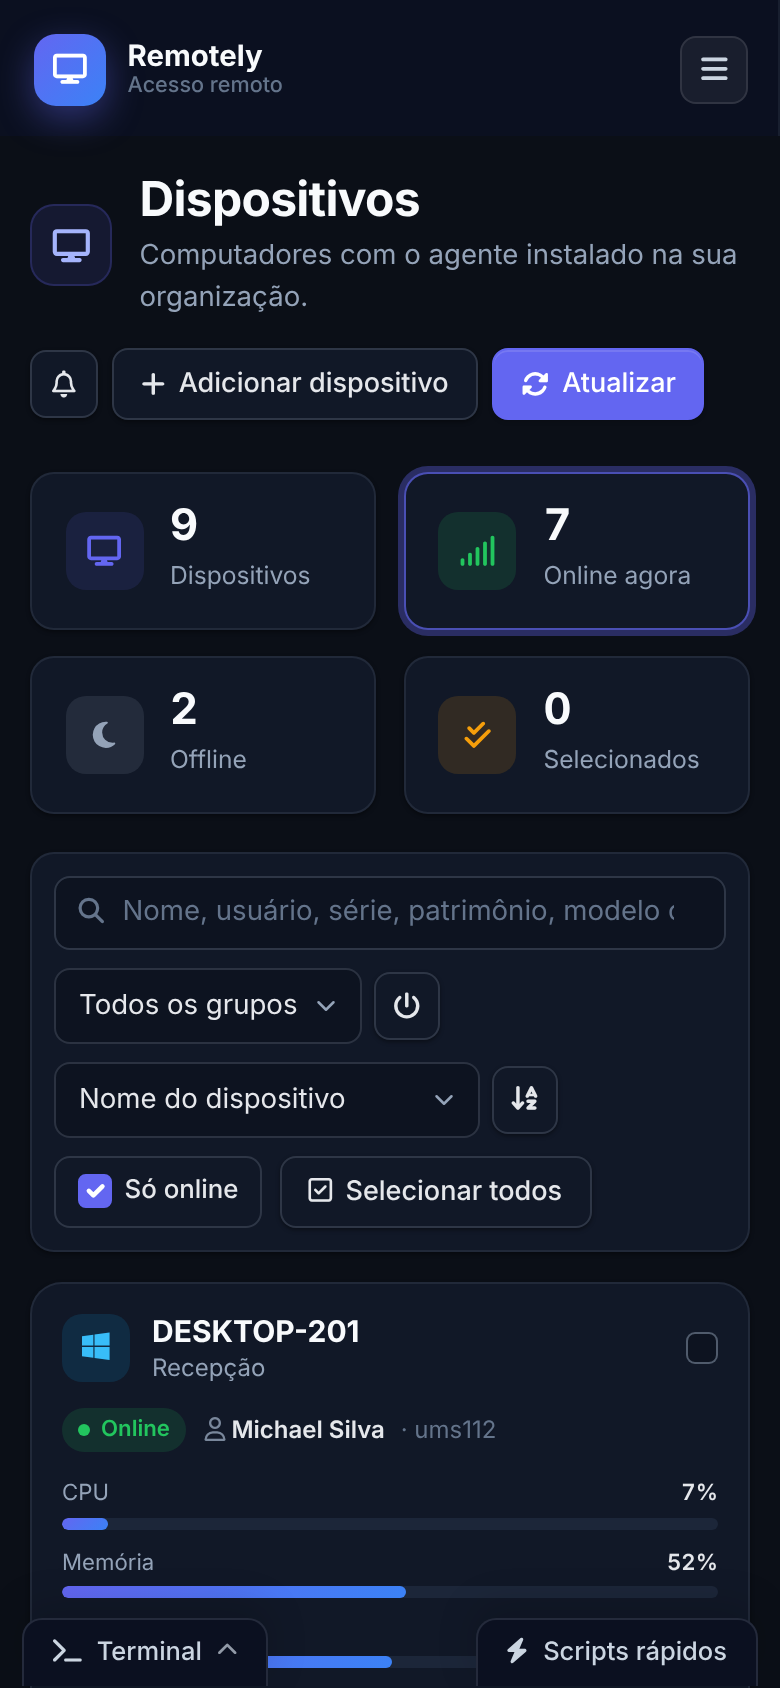 Remotely
Acesso remoto
Dispositivos
Computadores com o agente instalado na sua
organização.
Adicionar dispositivo
Atualizar
9
Dispositivos
7
Online agora
2
Offline
0
Selecionados
Nome, usuário, série, patrimônio, modelo
Todos os grupos
Nome do dispositivo
Só online
Selecionar todos
DESKTOP-201
Recepção
Online
Michael Silva · ums112
CPU 7%
Memória 52%
Terminal
Scripts rápidos